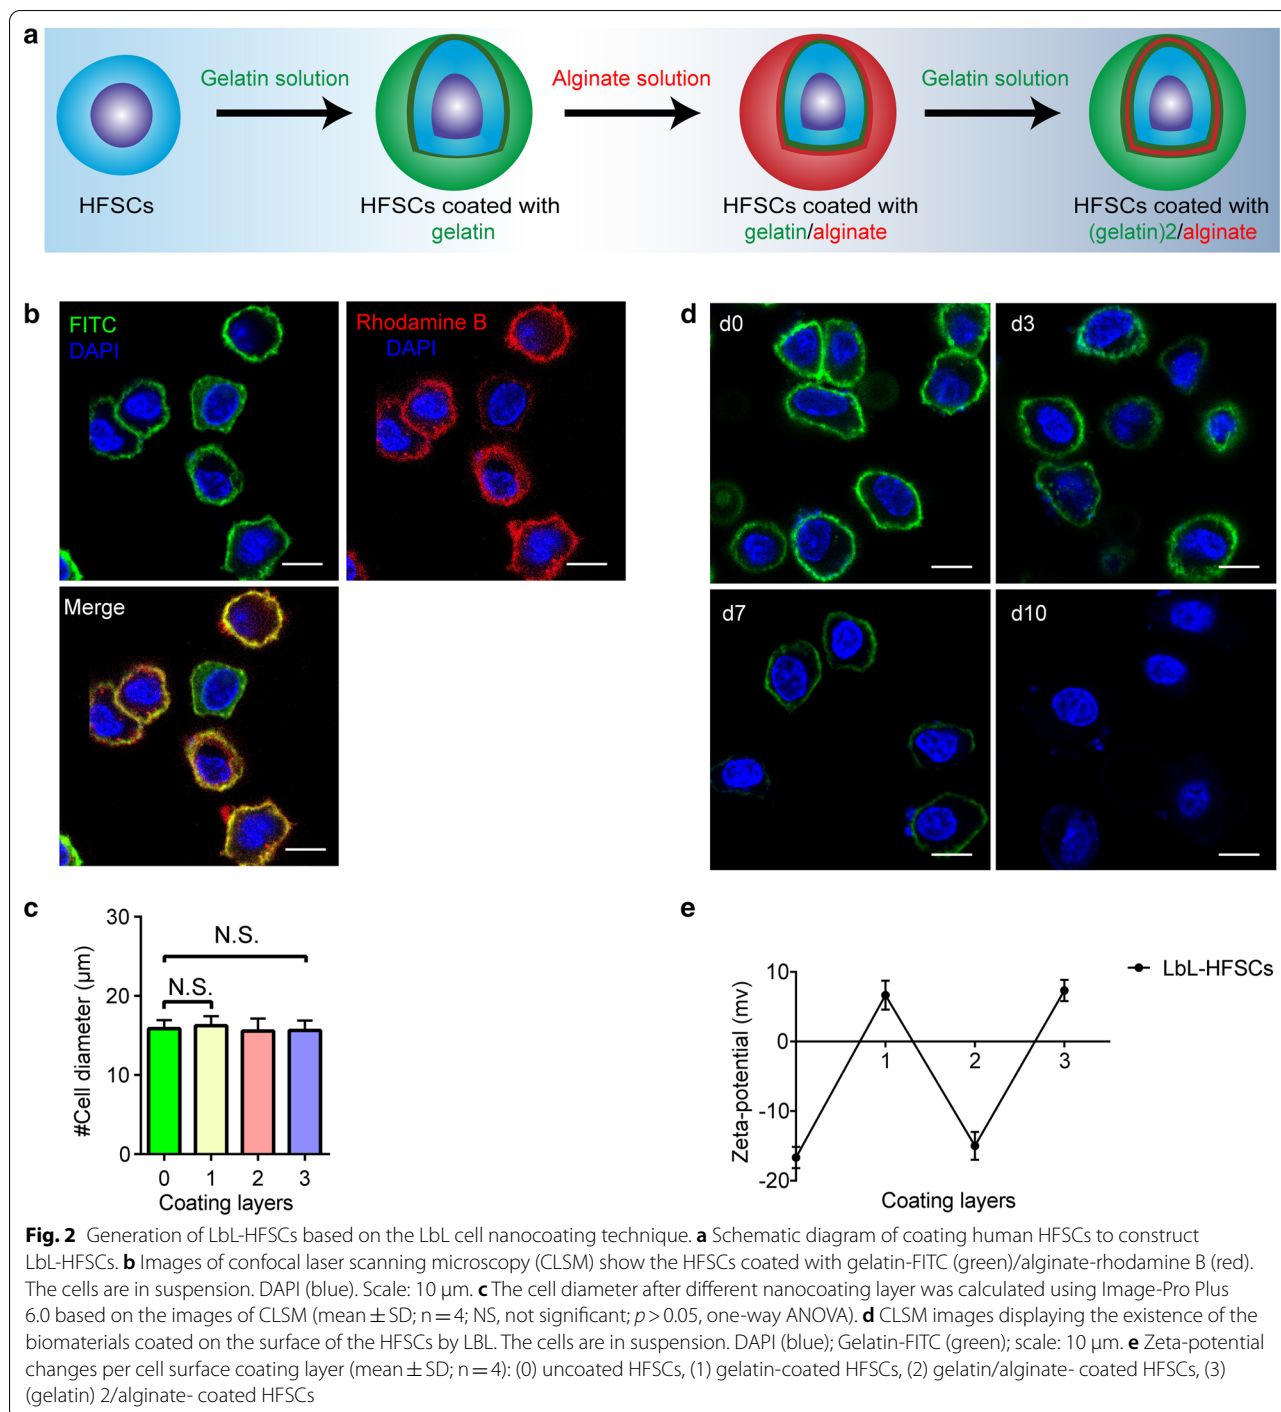 a
Gelatin solution
Alginate solution
Gelatin solution
HFSCs
HFSCs coated with
gelatin
HFSCs coated with
gelatin/alginate
HFSCs coated with
(gelatin)2/alginate
b
FITC
DAPI
Rhodamine B
DAPI
Merge
d
d0
d3
d7
d10
c
#Cell diameter (µm)
30
20
10
0
N.S.
N.S.
0 1 2 3
Coating layers
e
Zeta-potential (mv)
10
0
-10
-20
1 2 3
Coating layers
LbL-HFSCs
Fig. 2 Generation of LbL-HFSCs based on the LbL cell nanocoating technique. a Schematic diagram of coating human HFSCs to construct
LbL-HFSCs. b Images of confocal laser scanning microscopy (CLSM) show the HFSCs coated with gelatin-FITC (green)/alginate-rhodamine B (red).
The cells are in suspension. DAPI (blue). Scale: 10 µm. c The cell diameter after different nanocoating layer was calculated using Image-Pro Plus
6.0 based on the images of CLSM (mean ± SD; n = 4; NS, not significant; p > 0.05, one-way ANOVA). d CLSM images displaying the existence of the
biomaterials coated on the surface of the HFSCs by LBL. The cells are in suspension. DAPI (blue); Gelatin-FITC (green); scale: 10 µm. e Zeta-potential
changes per cell surface coating layer (mean ± SD; n = 4): (0) uncoated HFSCs, (1) gelatin-coated HFSCs, (2) gelatin/alginate- coated HFSCs, (3)
(gelatin) 2/alginate- coated HFSCs